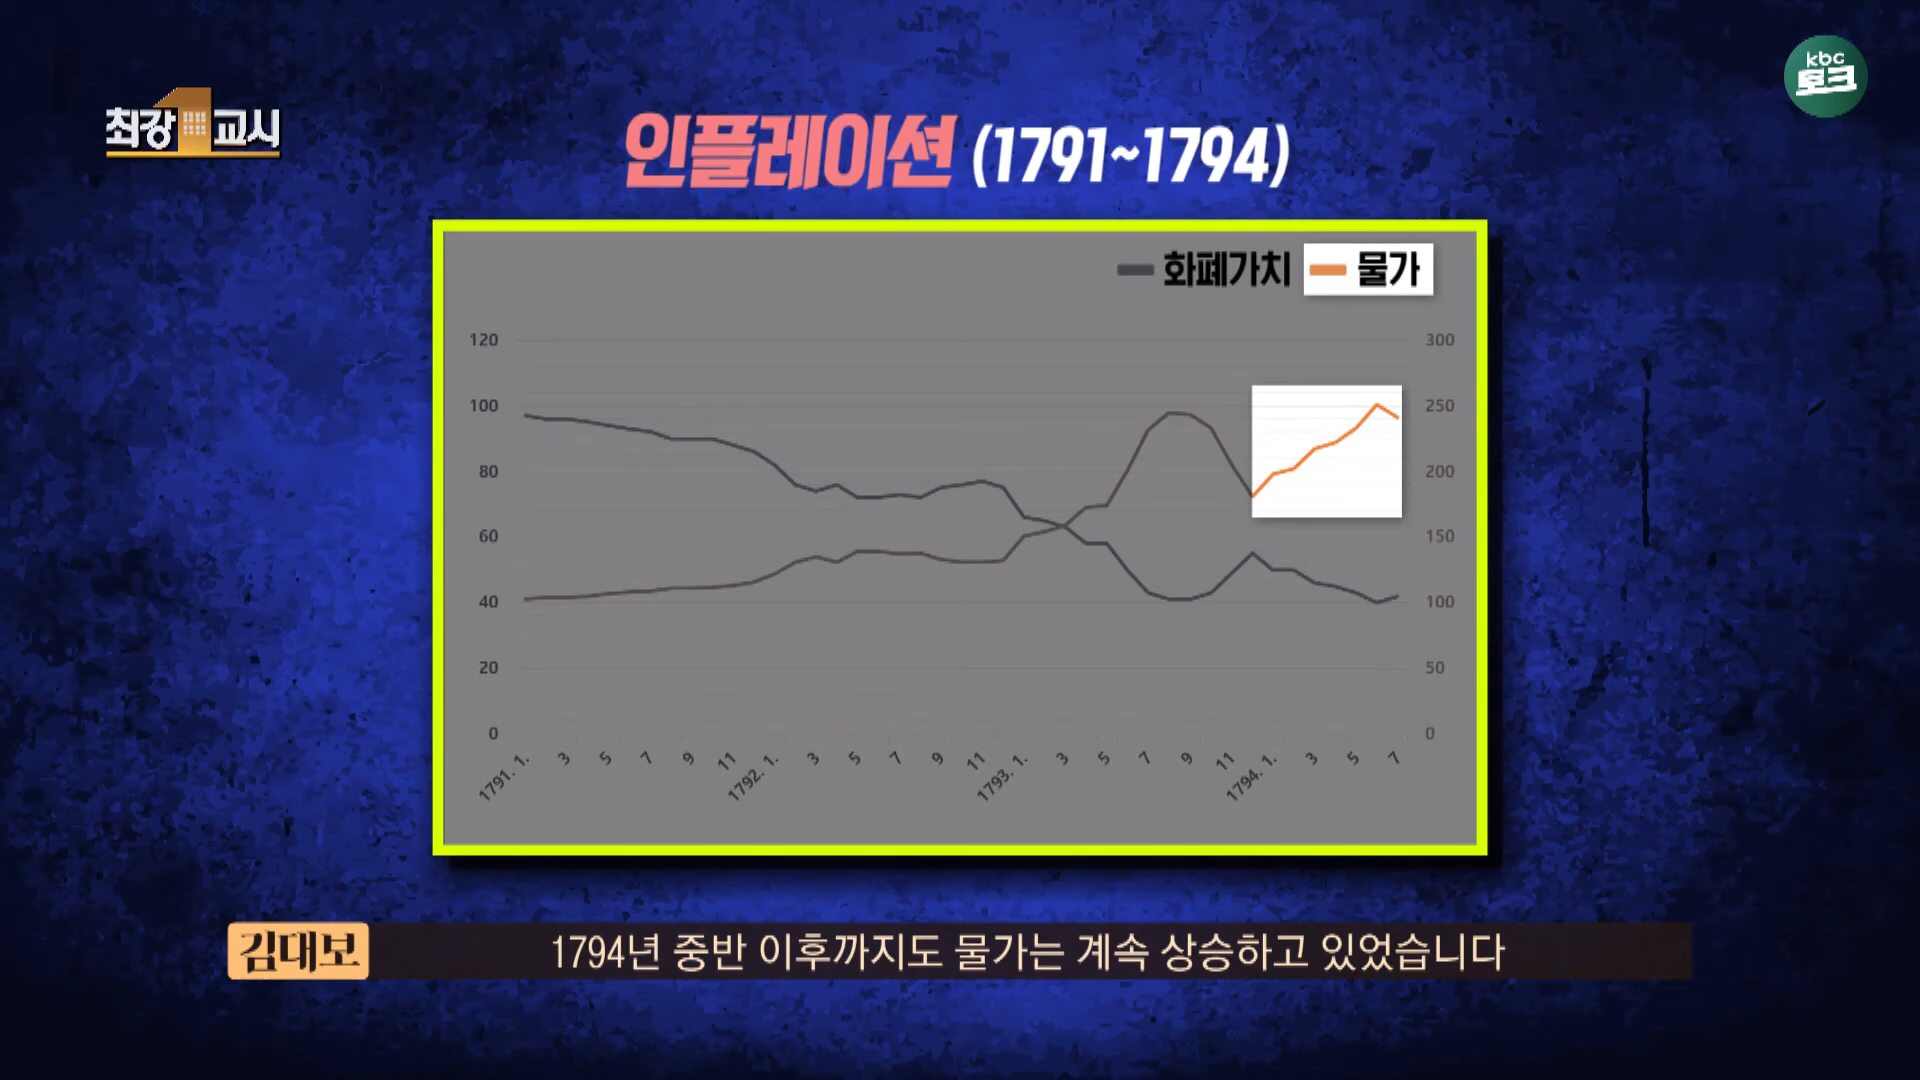 kbc
토크
최강1교시
인플레이션 (1791~1794)
화폐가치 물가
120 300
100 250
80 200
60 150
40 100
20 50
0 0
1791. 1. 3 5 7 9 11 1792. 1. 3 5 7 9 11 1793. 1. 3 5 7 9 11 1794. 1. 3 5 7
김대보 1794년 중반 이후까지도 물가는 계속 상승하고 있었습니다